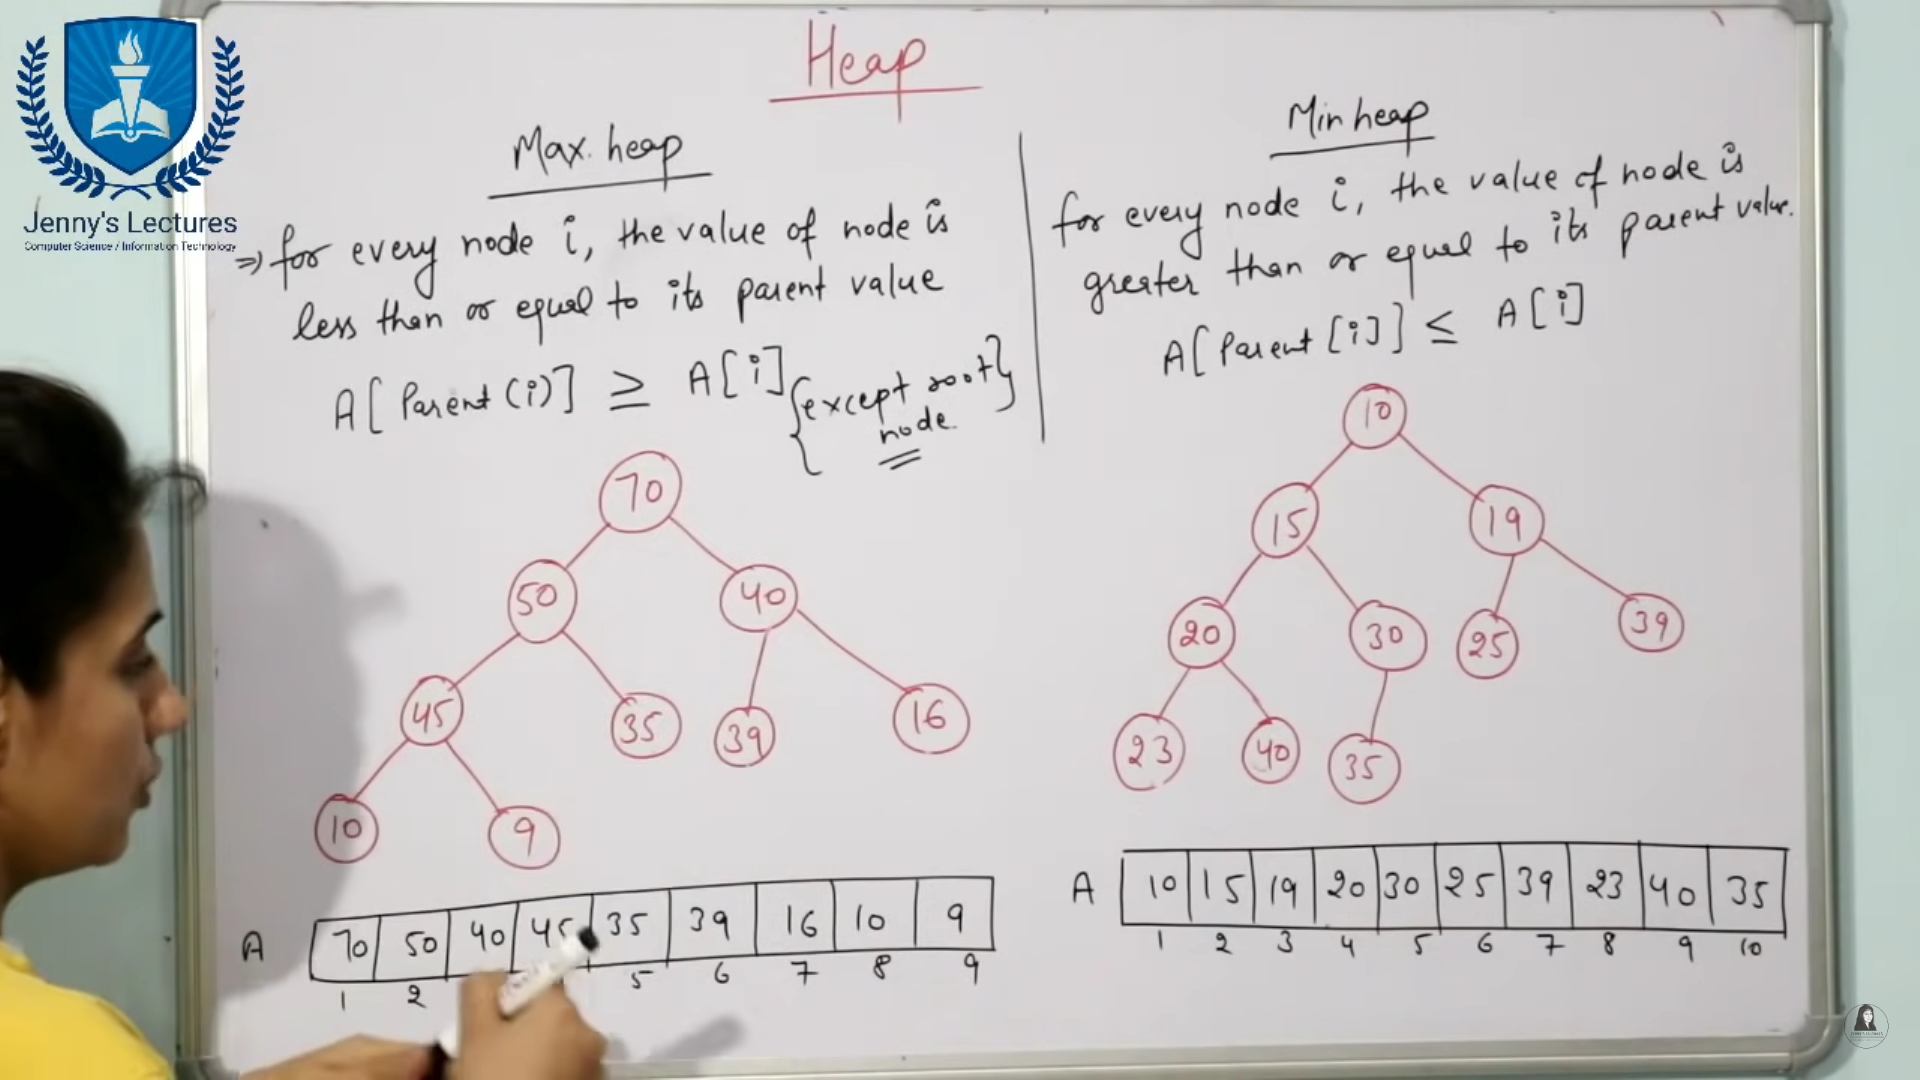 Jenny's Lectures
Computer Science / Information Technology
Heap
Max. heap
⇒ for every node i, the value of node is
less than or equal to its parent value
A[Parent(i)] ≥ A[i] {except root}
node
70
50 40
45 35 39 16
10 9
A 70 50 40 45 35 39 16 10 9
1 2 5 6 7 8 9
Min heap
for every node i, the value of node is
greater than or equal to its parent value.
A[Parent[i]] ≤ A[i]
10
15 19
20 30 25 39
23 40 35
A 10 15 19 20 30 25 39 23 40 35
1 2 3 4 5 6 7 8 9 10